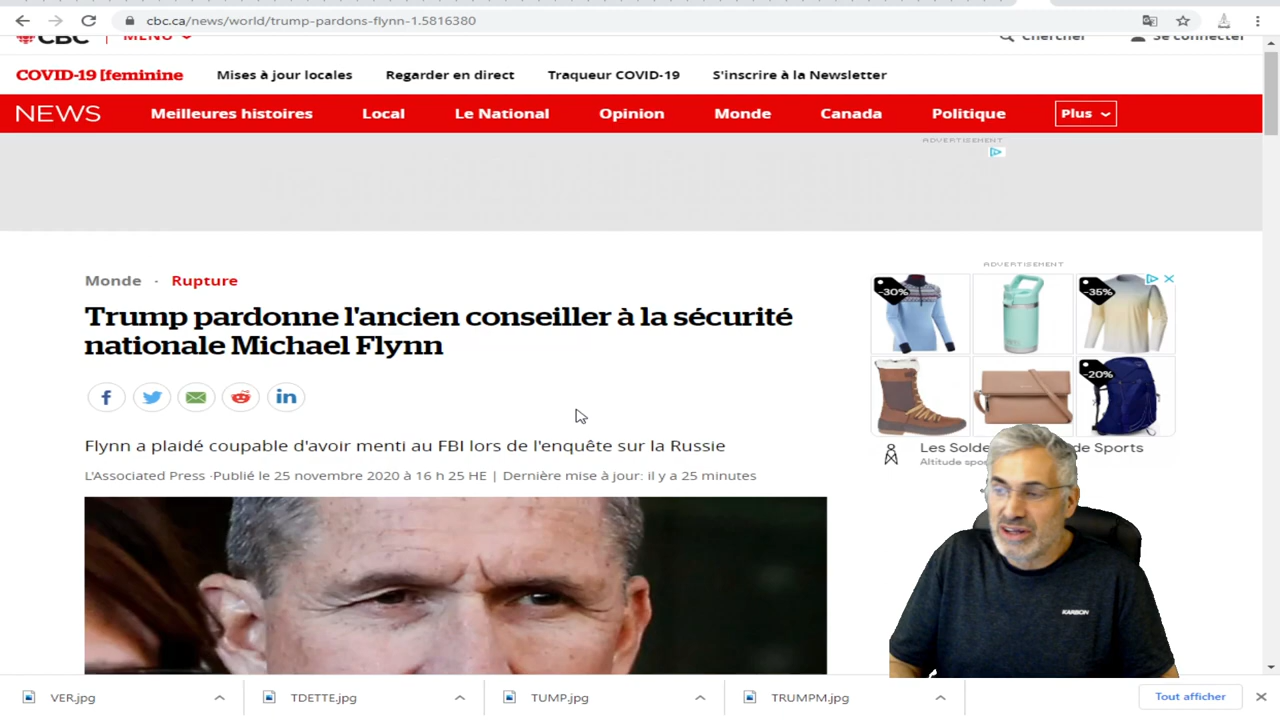 cbc.ca/news/world/trump-pardons-flynn-1.5816380
CBC MENU Chercher Se connecter
COVID-19 [feminine Mises à jour locales Regarder en direct Traqueur COVID-19 S'inscrire à la Newsletter
NEWS Meilleures histoires Local Le National Opinion Monde Canada Politique Plus
ADVERTISEMENT
Monde · Rupture
ADVERTISEMENT
-30% -35%
Trump pardonne l'ancien conseiller à la sécurité
nationale Michael Flynn
-20%
Flynn a plaidé coupable d'avoir menti au FBI lors de l'enquête sur la Russie
Les Solde de Sports
Altitude spo
L'Associated Press ·Publié le 25 novembre 2020 à 16 h 25 HE | Dernière mise à jour: il y a 25 minutes
KARBON
VER.jpg TDETTE.jpg TUMP.jpg TRUMPM.jpg Tout afficher